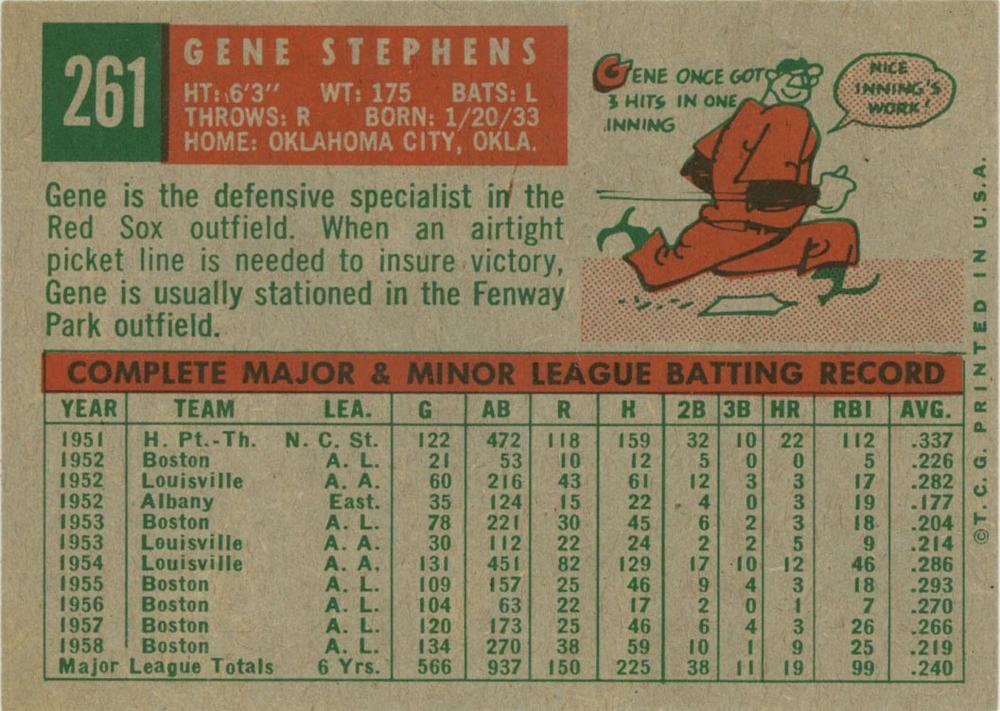 261
GENE STEPHENS
HT: 6'3" WT: 175 BATS: L
THROWS: R BORN: 1/20/33
HOME: OKLAHOMA CITY, OKLA.
GENE ONCE GOT
3 HITS IN ONE
INNING
NICE
INNING'S
WORK!
Gene is the defensive specialist in the
Red Sox outfield. When an airtight
picket line is needed to insure victory,
Gene is usually stationed in the Fenway
Park outfield.
COMPLETE MAJOR & MINOR LEAGUE BATTING RECORD
YEAR TEAM LEA. G AB R H 2B 3B HR RBI AVG.
1951 H. Pt.-Th. N. C. St. 122 472 118 159 32 10 22 112 .337
1952 Boston A. L. 21 53 10 12 5 0 0 5 .226
1952 Louisville A. A. 60 216 43 61 12 3 3 17 .282
1952 Albany East. 35 124 15 22 4 0 3 19 .177
1953 Boston A. L. 78 221 30 45 6 2 3 18 .204
1953 Louisville A. A. 30 112 22 24 2 2 5 9 .214
1954 Louisville A. A. 131 451 82 129 17 10 12 46 .286
1955 Boston A. L. 109 157 25 46 9 4 3 18 .293
1956 Boston A. L. 104 63 22 17 2 0 1 7 .270
1957 Boston A. L. 120 173 25 46 6 4 3 26 .266
1958 Boston A. L. 134 270 38 59 10 1 9 25 .219
Major League Totals 6 Yrs. 566 937 150 225 38 11 19 99 .240
©T. C. G. PRINTED IN U.S.A.